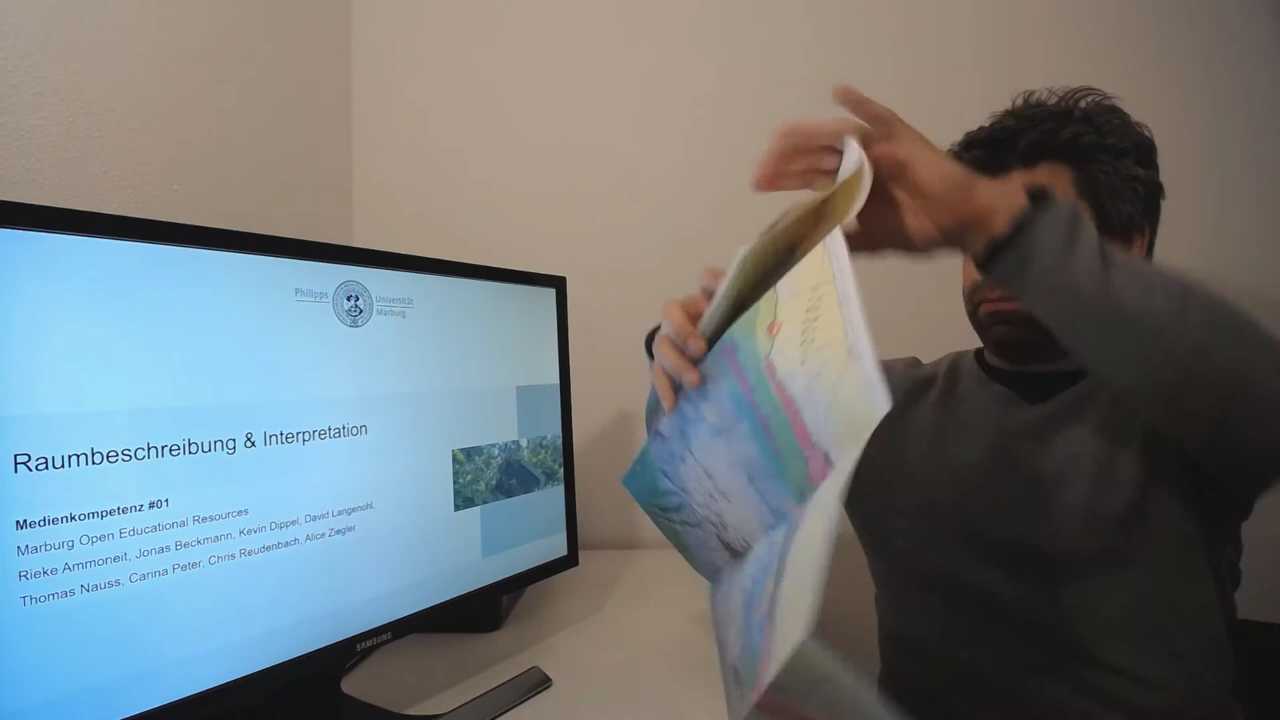 Philipps
Universität
Marburg
Raumbeschreibung & Interpretation
Medienkompetenz #01
Marburg Open Educational Resources
Rieke Ammoneit, Jonas Beckmann, Kevin Dippel, David Langenohl,
Thomas Nauss, Carina Peter, Chris Reudenbach, Alice Ziegler
SAMSUNG